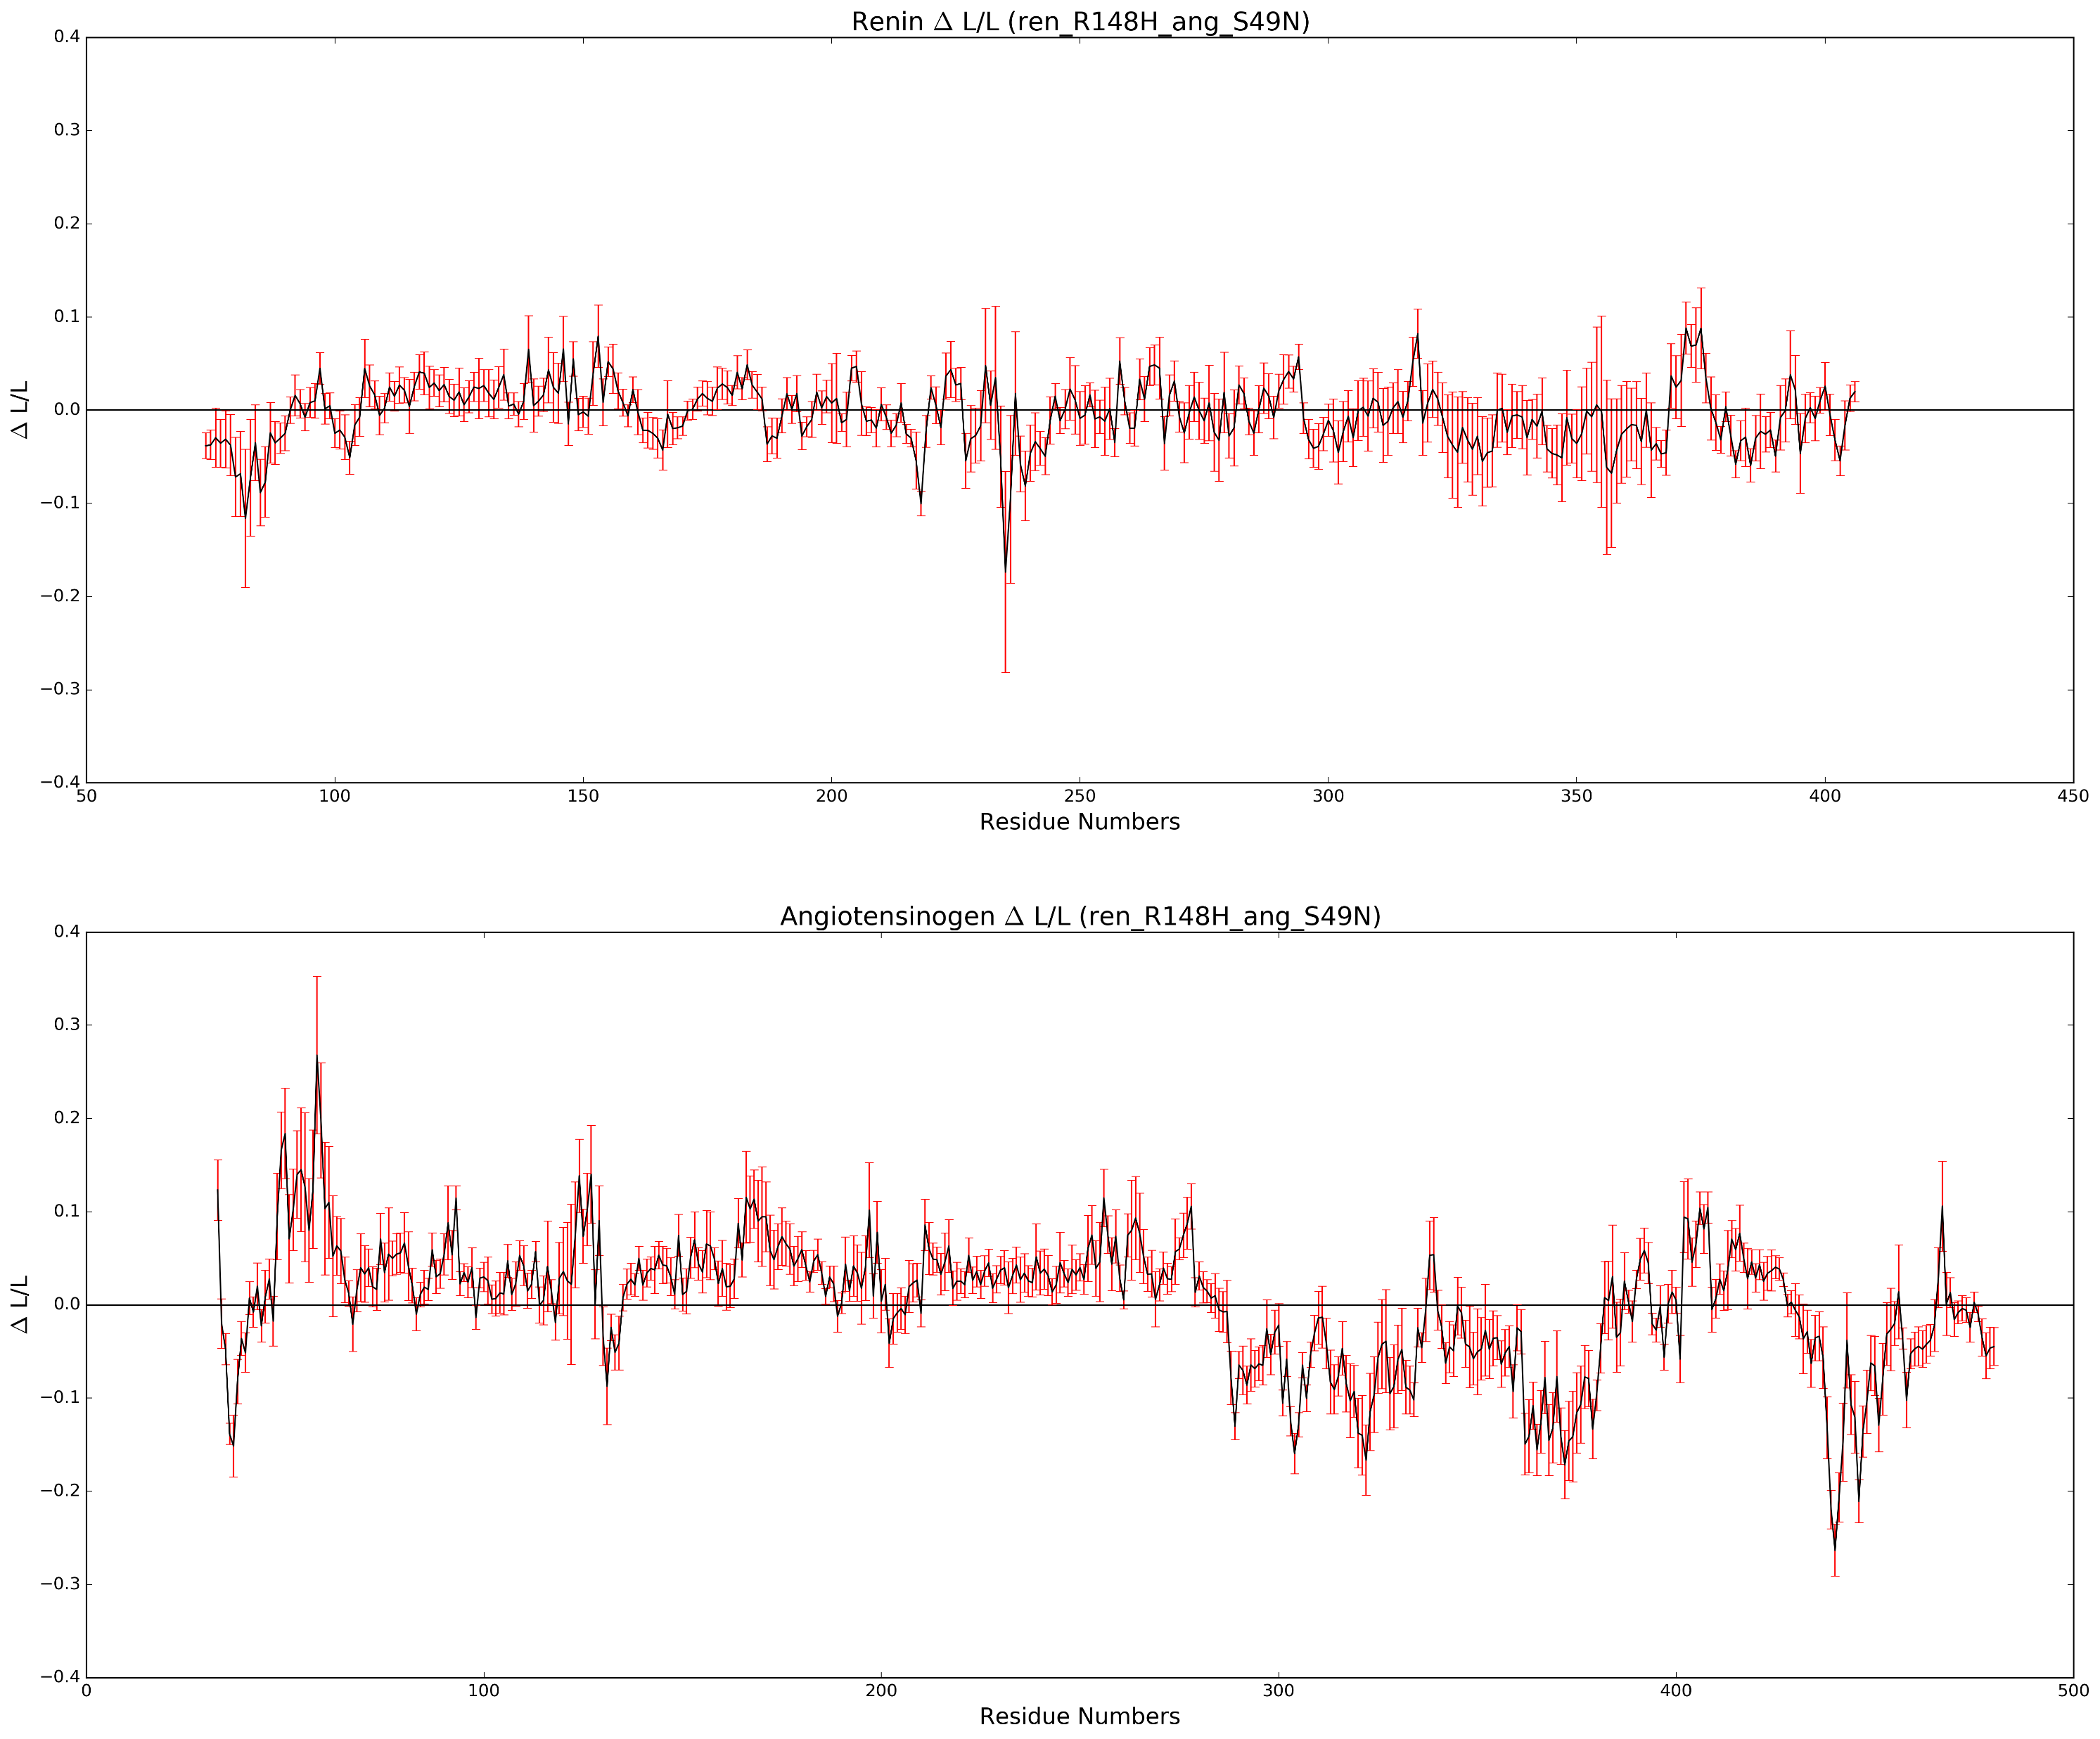 Renin Δ L/L (ren_R148H_ang_S49N)
0.4
0.3
0.2
0.1
0.0
−0.1
−0.2
−0.3
−0.4
Δ L/L
50 100 150 200 250 300 350 400 450
Residue Numbers
Angiotensinogen Δ L/L (ren_R148H_ang_S49N)
0.4
0.3
0.2
0.1
0.0
−0.1
−0.2
−0.3
−0.4
Δ L/L
0 100 200 300 400 500
Residue Numbers